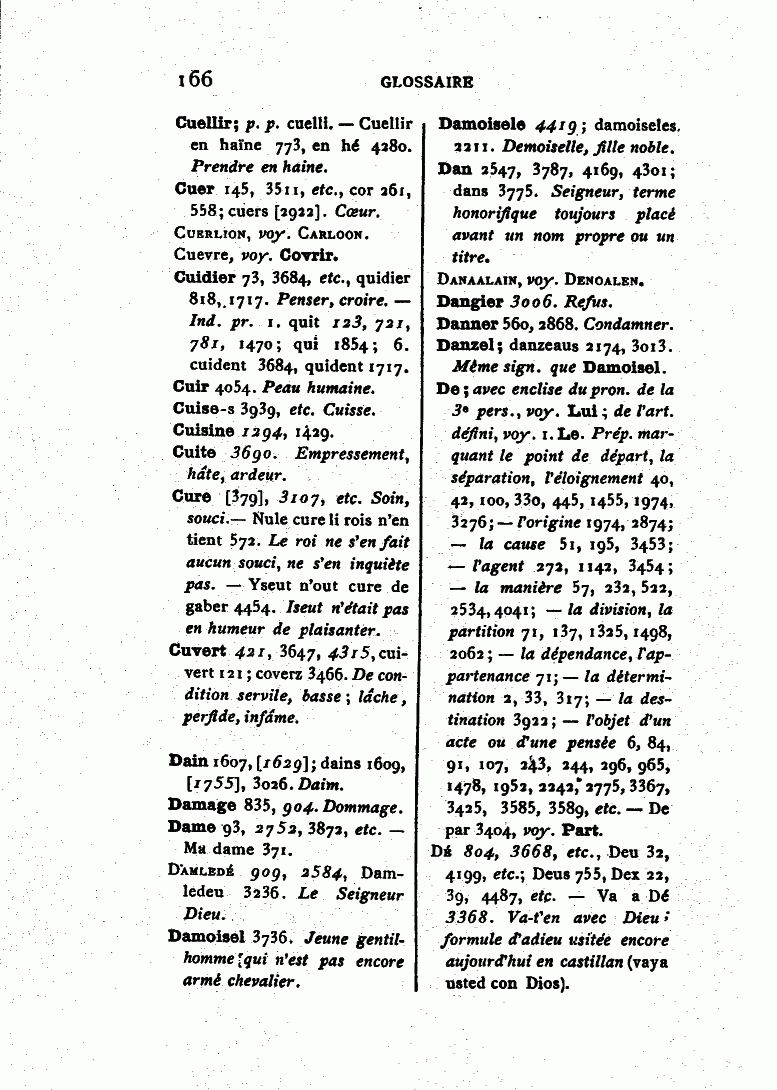 166 GLOSSAIRE
Cuellir; p. p. cuelli. — Cuellir
en haïne 773, en hé 4280.
Prendre en haine.
Cuer 145, 3511, etc., cor 261,
558; cuers [2922]. Cœur.
CUERLION, voy. CARLOON.
Cuevre, voy. Covrir.
Cuidier 73, 3684, etc., quidier
818, 1717. Penser, croire. —
Ind. pr. 1. quit 123, 721,
781, 1470; qui 1854; 6.
cuident 3684, quident 1717.
Cuir 4054. Peau humaine.
Cuise-s 3939, etc. Cuisse.
Cuisine 1294, 1429.
Cuite 3690. Empressement,
hâte, ardeur.
Cure [379], 3107, etc. Soin,
souci. — Nule cure li rois n'en
tient 572. Le roi ne s'en fait
aucun souci, ne s'en inquiète
pas. — Yseut n'out cure de
gaber 4454. Iseut n'était pas
en humeur de plaisanter.
Cuvert 421, 3647, 4315, cui-
vert 121; coverz 3466. De con-
dition servile, basse; lâche,
perfide, infâme.
Dain 1607, [1629]; dains 1609,
[1755], 3026. Daim.
Damage 835, 904. Dommage.
Dame 93, 2752, 3872, etc. —
Ma dame 371.
DAMLEDÉ 909, 2584, Dam-
ledeu 3236. Le Seigneur
Dieu.
Damoisel 3736. Jeune gentil-
homme qui n'est pas encore
armé chevalier.
Damoisele 4419; damoiseles.
2211. Demoiselle, fille noble.
Dan 2547, 3787, 4169, 4301;
dans 3775. Seigneur, terme
honorifique toujours placé
avant un nom propre ou un
titre.
DANAALAIN, voy. DENOALEN.
Dangier 3006. Refus.
Danner 560, 2868. Condamner.
Danzel; danzeaus 2174, 3013.
Même sign. que Damoisel.
De; avec enclise du pron. de la
3e pers., voy. Lui; de l'art.
défini, voy. 1. Le. Prép. mar-
quant le point de départ, la
séparation, l'éloignement 40,
42, 100, 330, 445, 1455, 1974,
3276; — l'origine 1974, 2874;
— la cause 51, 195, 3453;
— l'agent 272, 1142, 3454;
— la manière 57, 232, 522,
2534, 4041; — la division, la
partition 71, 137, 1325, 1498,
2062; — la dépendance, l'ap-
partenance 71; — la détermi-
nation 2, 33, 317; — la des-
tination 3922; — l'objet d'un
acte ou d'une pensée 6, 84,
91, 107, 243, 244, 296, 965,
1478, 1952, 2242, 2775, 3367,
3425, 3585, 3589, etc. — De
par 3404, voy. Part.
Dé 804, 3668, etc., Deu 32,
4199, etc.; Deus 755, Dex 22,
39, 4487, etc. — Va a Dé
3368. Va-t'en avec Dieu:
formule d'adieu usitée encore
aujourd'hui en castillan (vaya
usted con Dios).